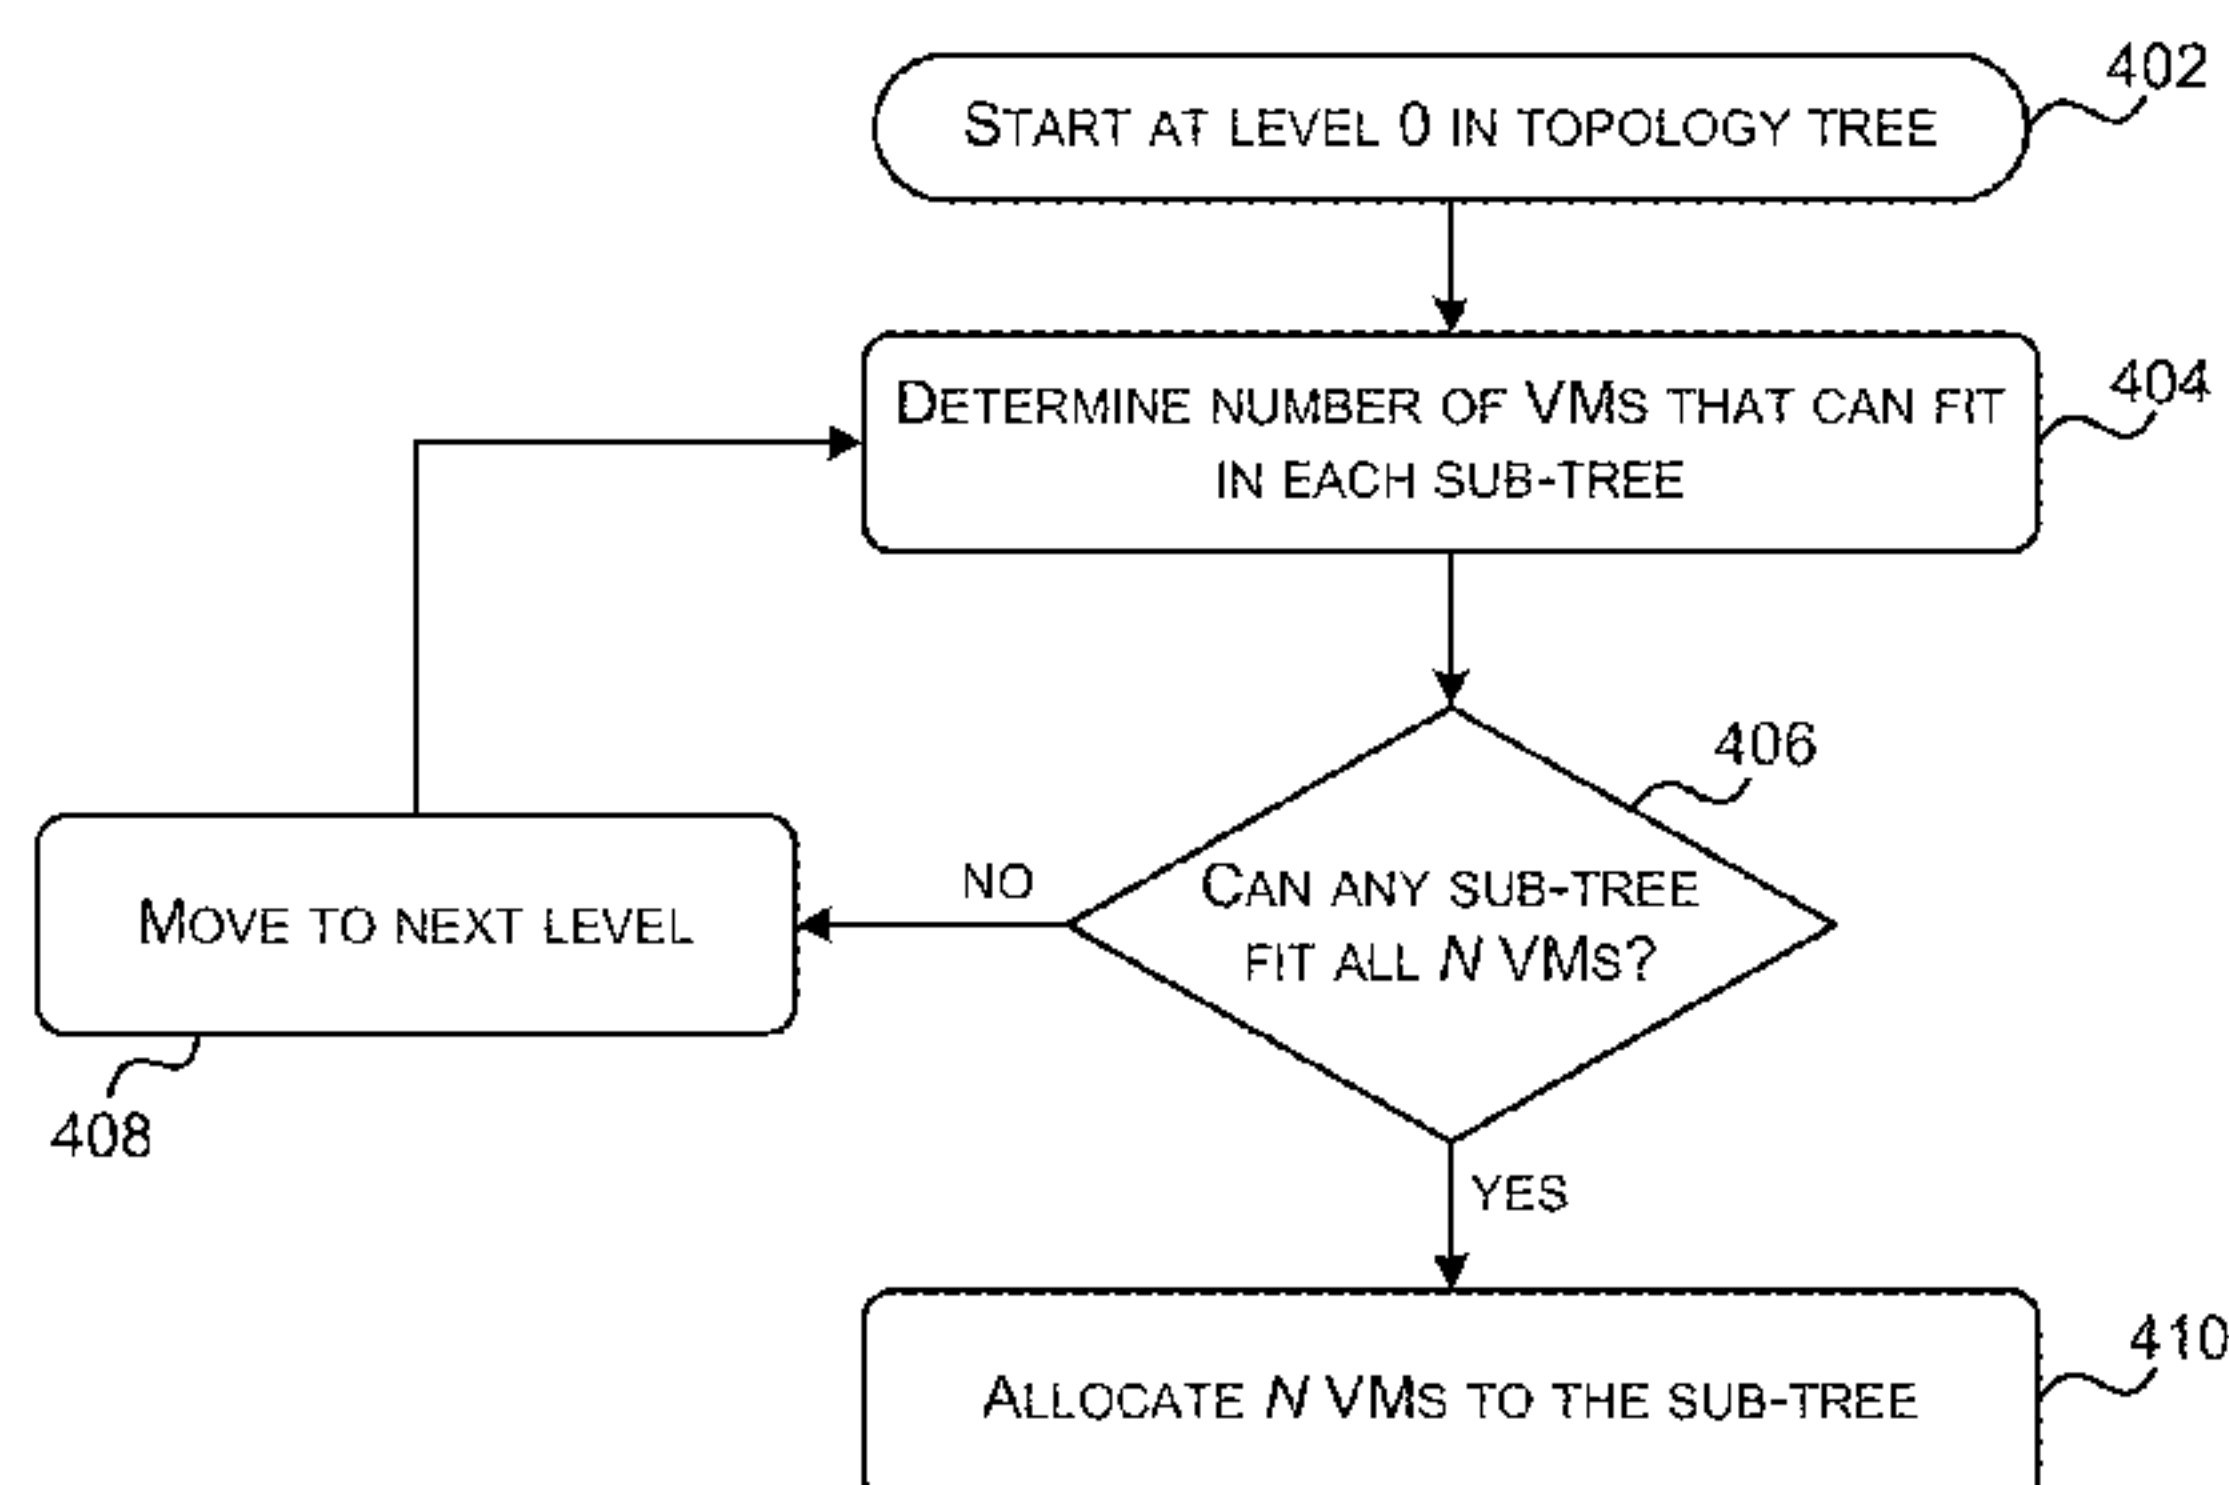 START AT LEVEL 0 IN TOPOLOGY TREE
402
DETERMINE NUMBER OF VMS THAT CAN FIT
IN EACH SUB-TREE
404
406
CAN ANY SUB-TREE
FIT ALL N VMS?
NO
MOVE TO NEXT LEVEL
408
YES
ALLOCATE N VMS TO THE SUB-TREE
410